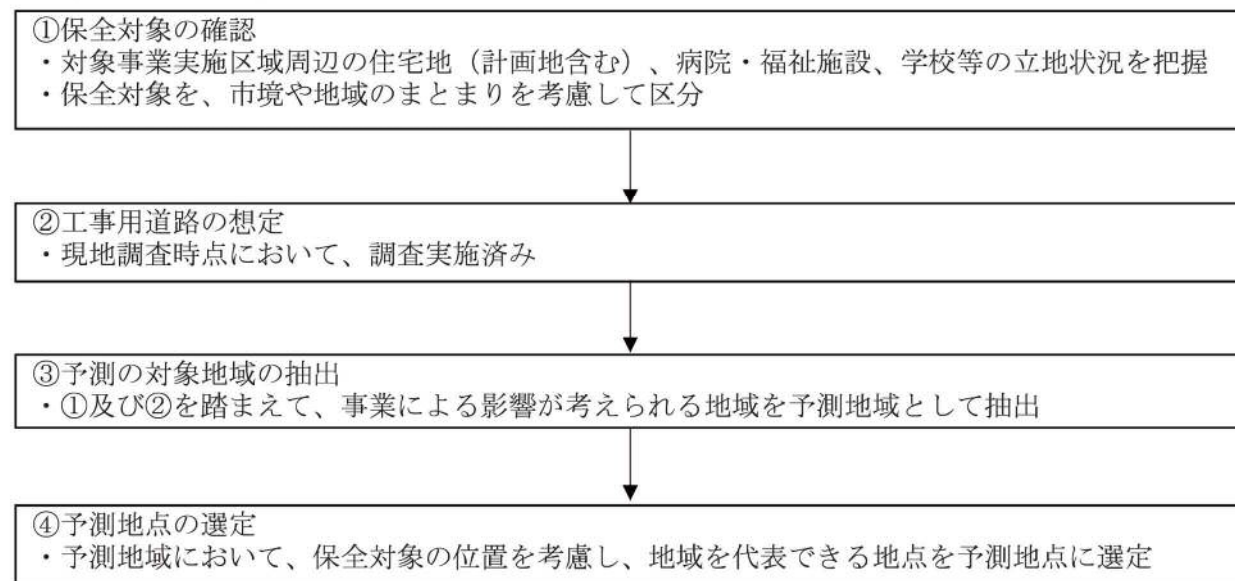 ①保全対象の確認
・対象事業実施区域周辺の住宅地（計画地含む）、病院・福祉施設、学校等の立地状況を把握
・保全対象を、市境や地域のまとまりを考慮して区分
②工事用道路の想定
・現地調査時点において、調査実施済み
③予測の対象地域の抽出
・①及び②を踏まえて、事業による影響が考えられる地域を予測地域として抽出
④予測地点の選定
・予測地域において、保全対象の位置を考慮し、地域を代表できる地点を予測地点に選定